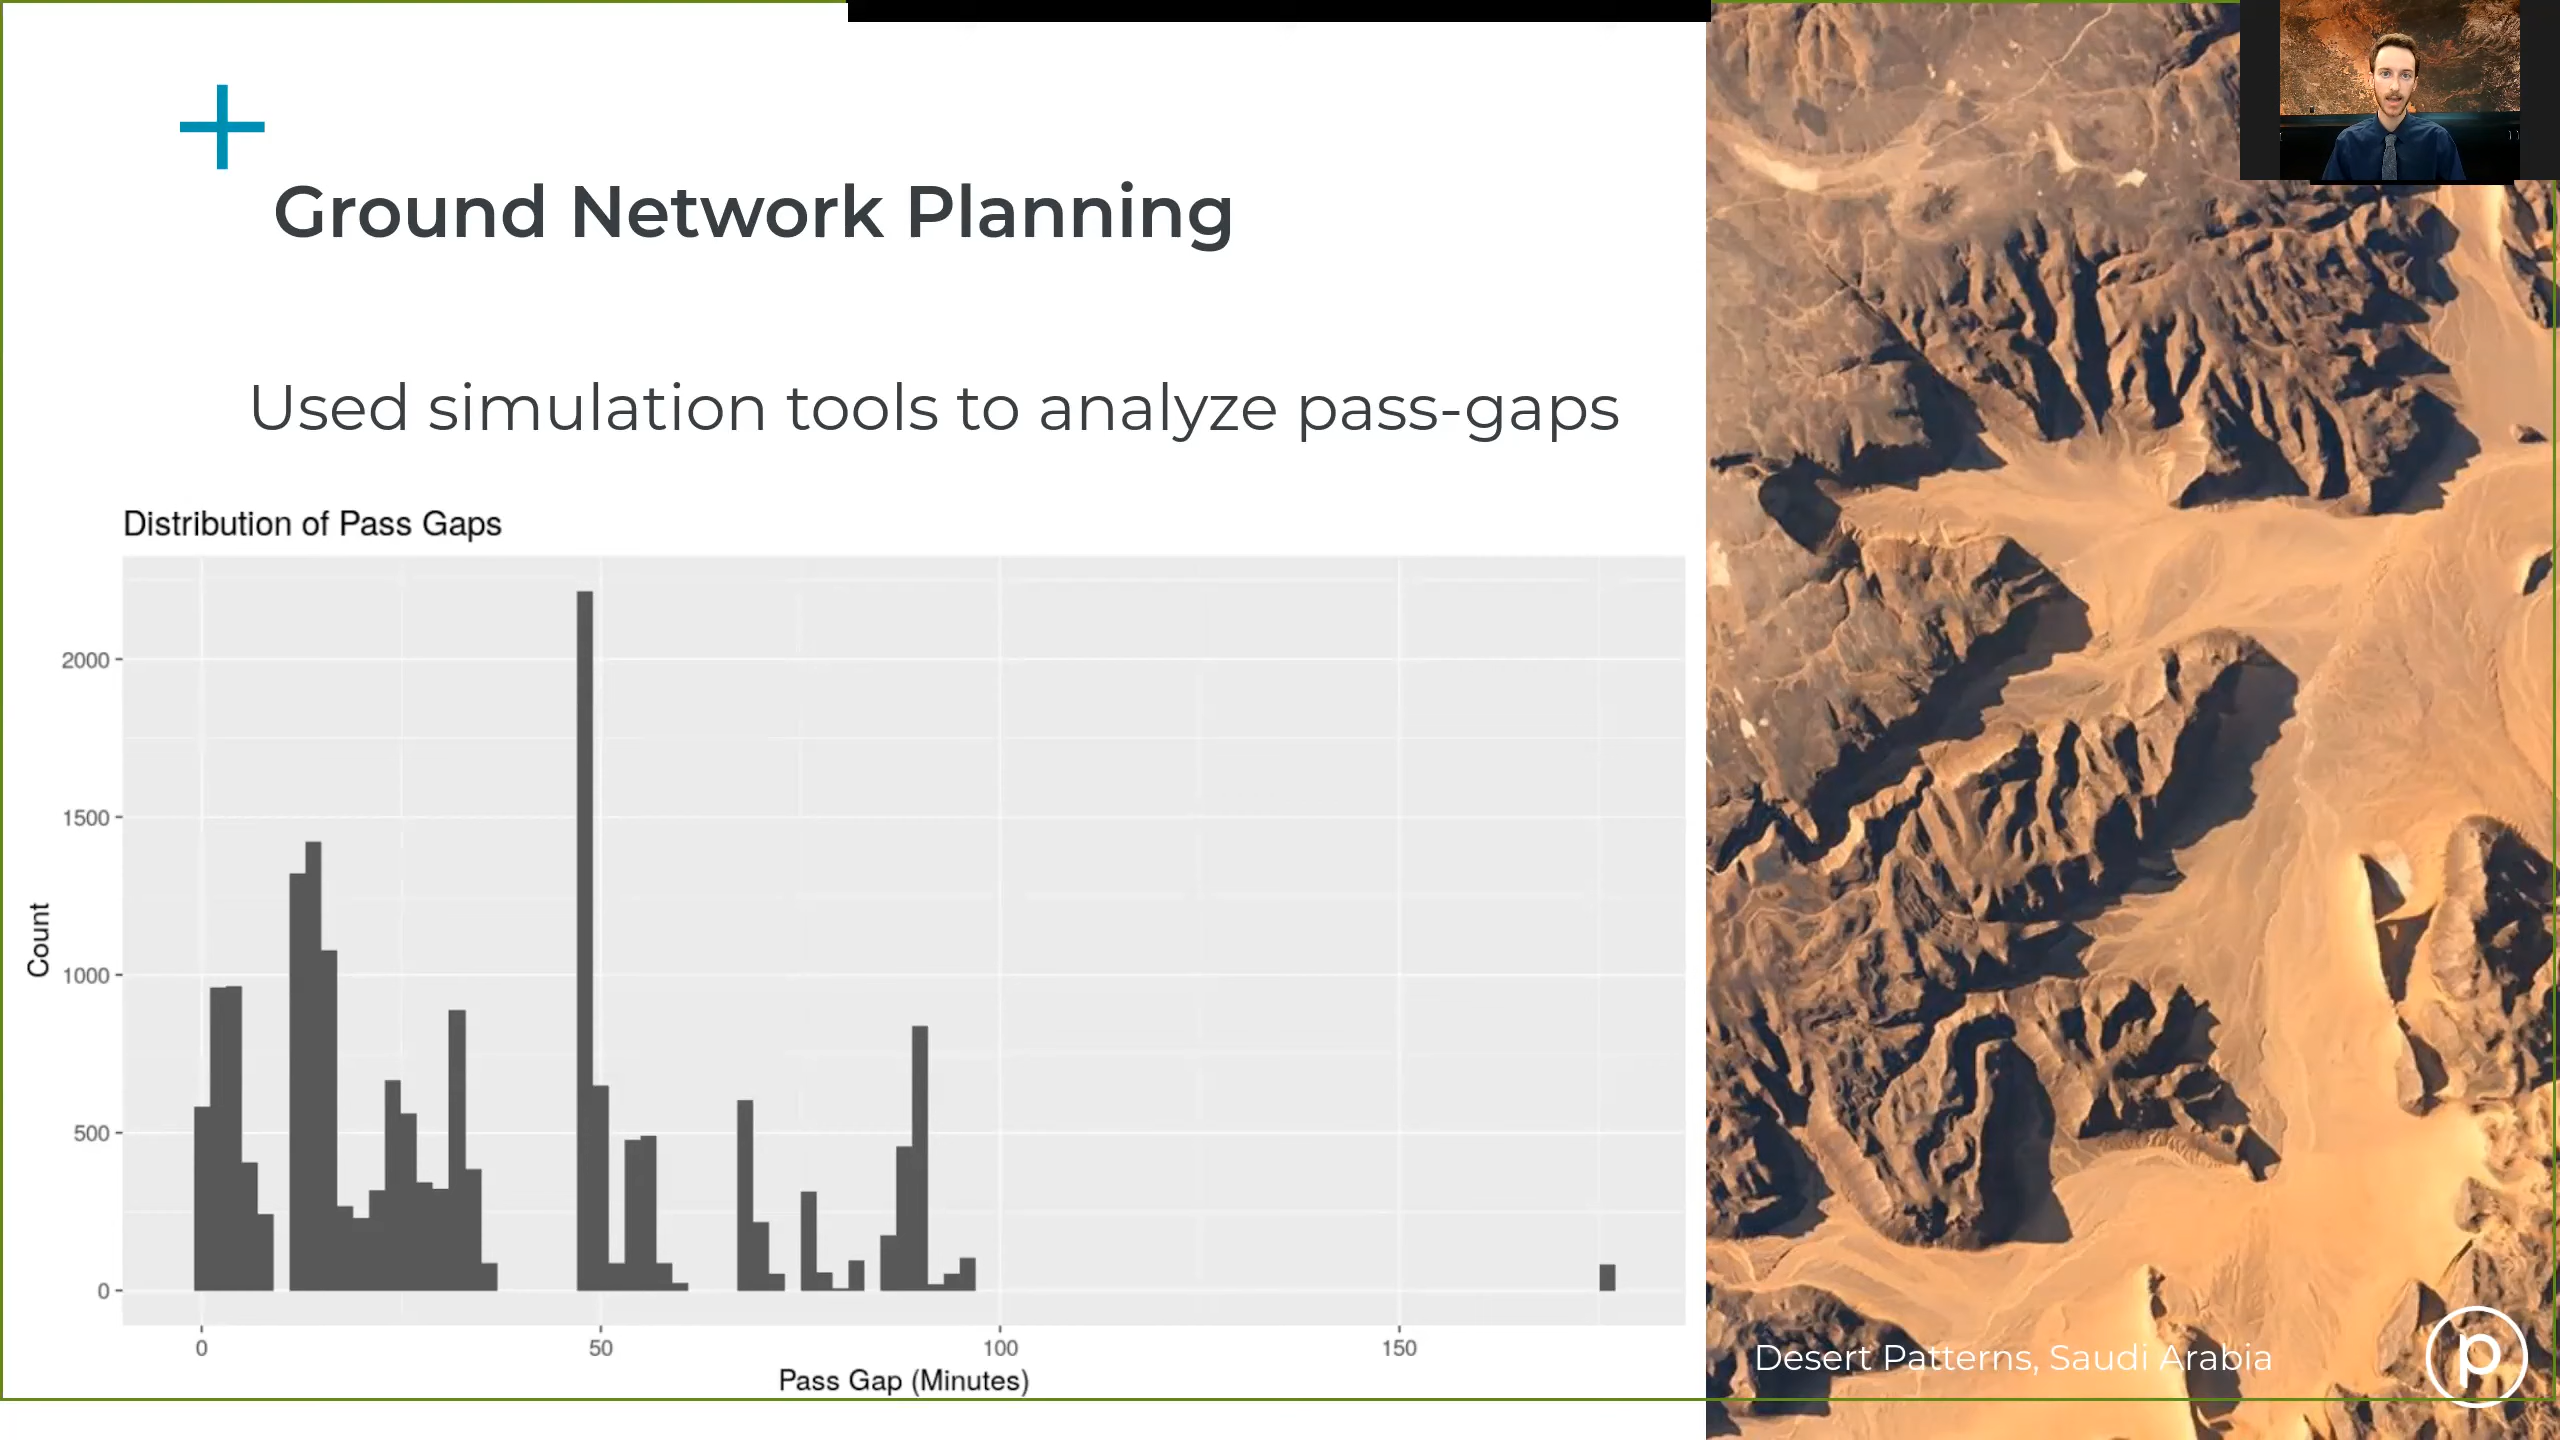 Ground Network Planning
Used simulation tools to analyze pass-gaps
Distribution of Pass Gaps
2000
1500
1000
500
0
Count
0 50 100 150
Pass Gap (Minutes)
Desert Patterns, Saudi Arabia
p